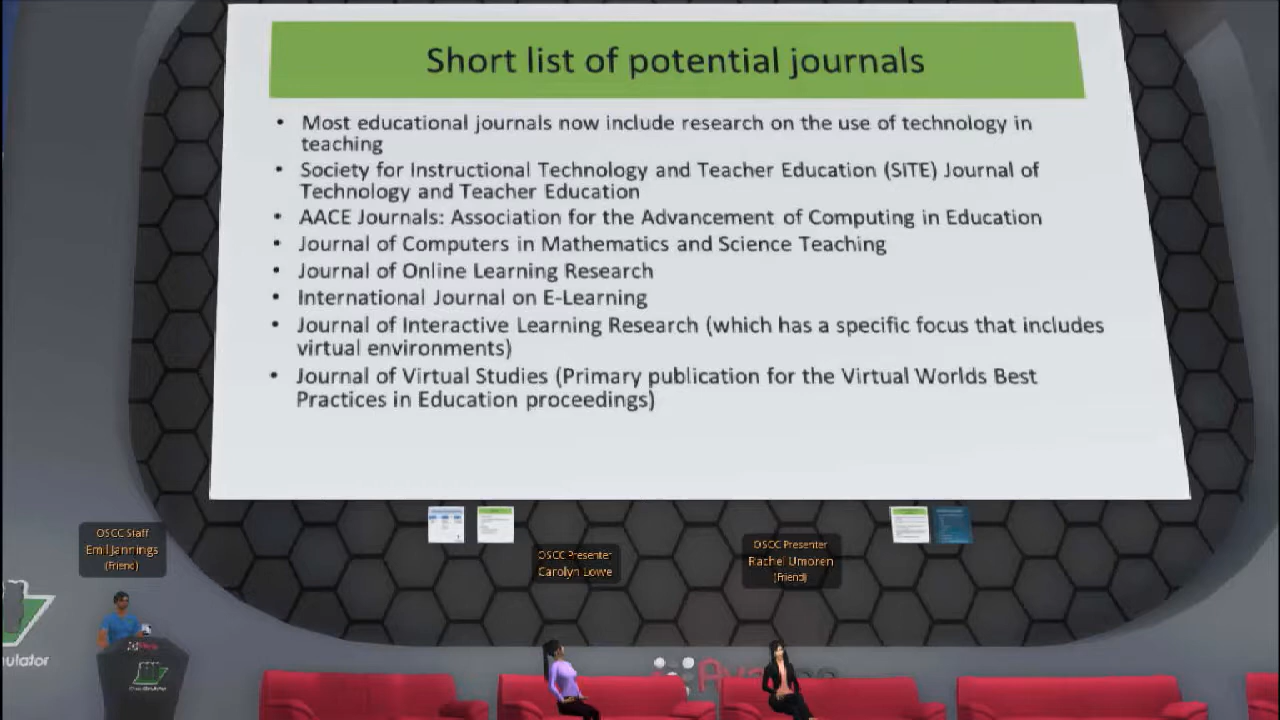 Short list of potential journals
• Most educational journals now include research on the use of technology in
teaching
• Society for Instructional Technology and Teacher Education (SITE) Journal of
Technology and Teacher Education
• AACE Journals: Association for the Advancement of Computing in Education
• Journal of Computers in Mathematics and Science Teaching
• Journal of Online Learning Research
• International Journal on E-Learning
• Journal of Interactive Learning Research (which has a specific focus that includes
virtual environments)
• Journal of Virtual Studies (Primary publication for the Virtual Worlds Best
Practices in Education proceedings)
OSCC Staff
Emil Jannings
(Friend)
OSCC Presenter
Carolyn Lowe
OSCC Presenter
Rachel Umoren
(Friend)